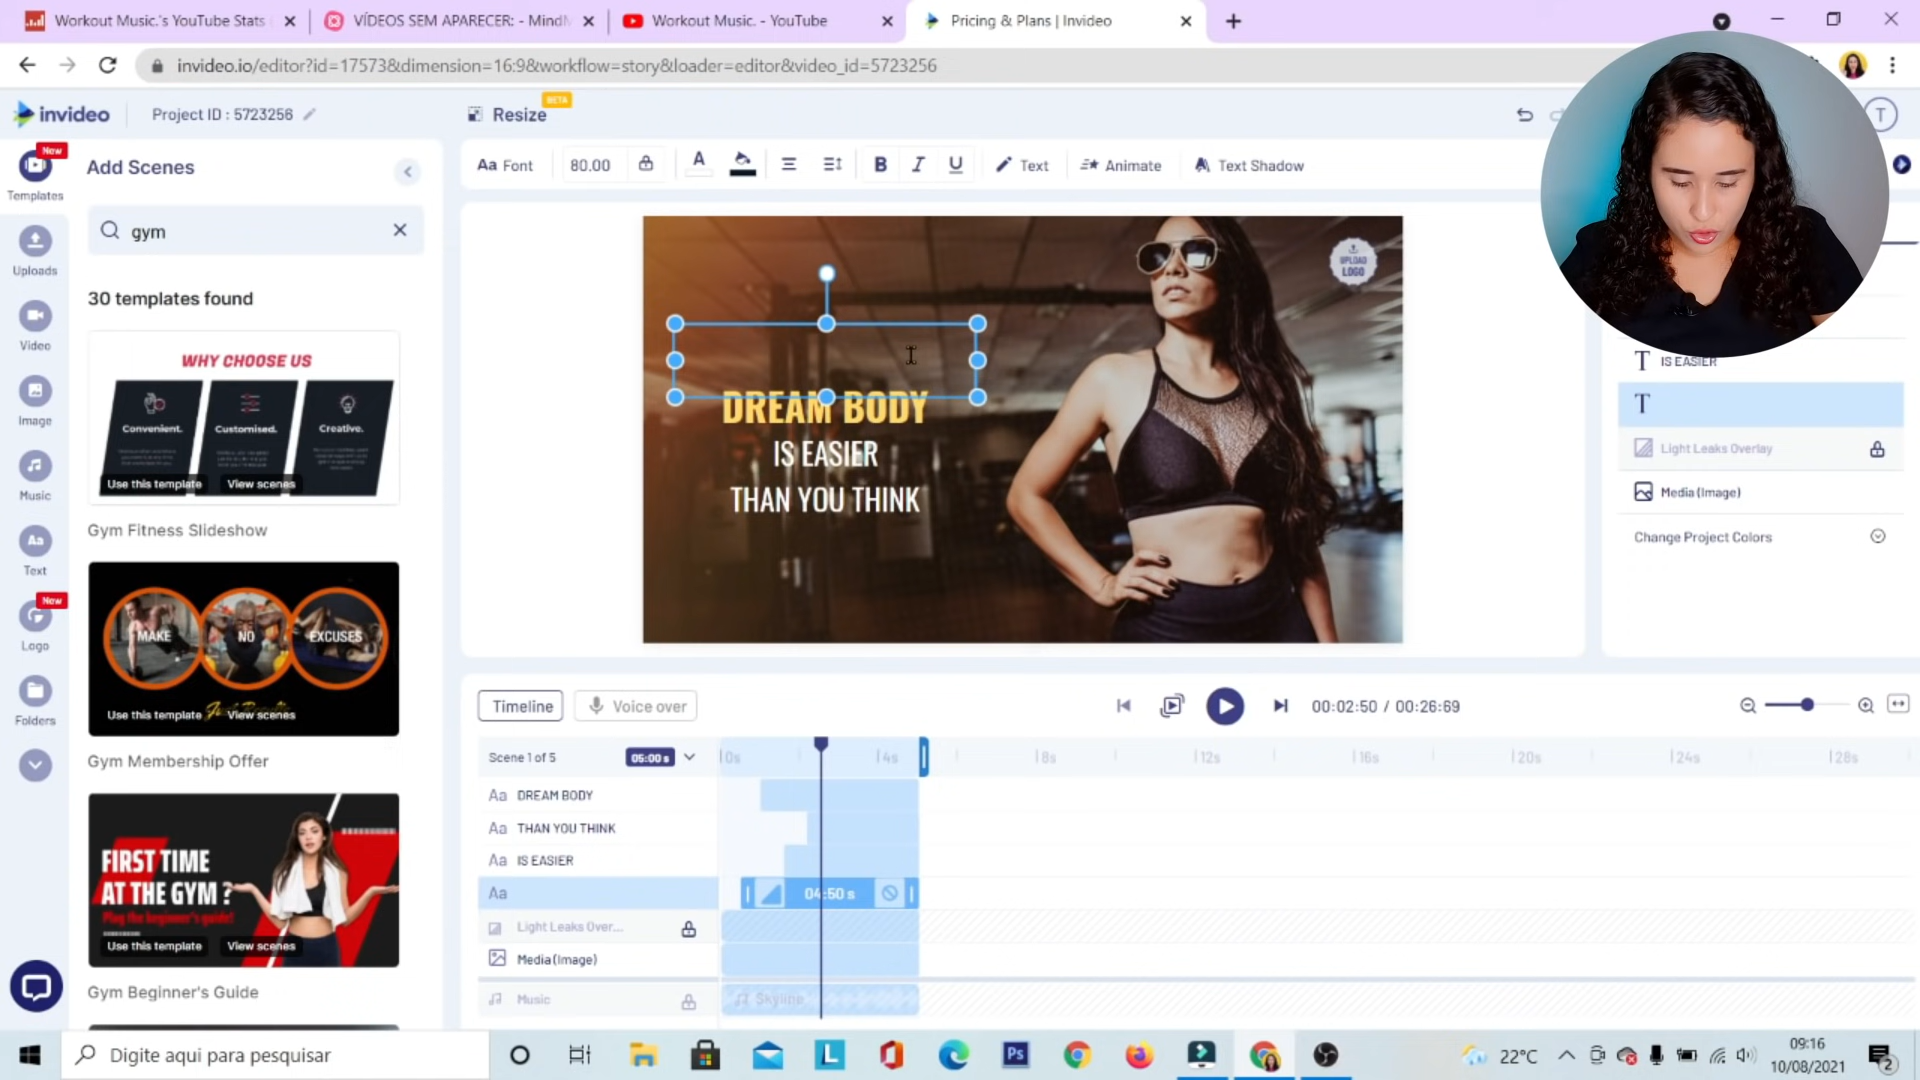 Workout Music.'s YouTube Stats
VÍDEOS SEM APARECER: - MindM
Workout Music. - YouTube
Pricing & Plans | Invideo
invideo.io/editor?id=17573&dimension=16:9&workflow=story&loader=editor&video_id=5723256
invideo
Project ID : 5723256
Resize
BETA
T
New
Templates
Uploads
Video
Image
Music
Aa
Text
New
Logo
Folders
Add Scenes
gym
30 templates found
WHY CHOOSE US
Convenient.
Customised.
Creative.
Use this template
View scenes
Gym Fitness Slideshow
MAKE
NO
EXCUSES
Use this template
View scenes
Gym Membership Offer
FIRST TIME
AT THE GYM ?
Play the beginner's guide!
Use this template
View scenes
Gym Beginner's Guide
Aa Font
80.00
A
B
I
U
Text
Animate
Text Shadow
UPLOAD
LOGO
DREAM BODY
IS EASIER
THAN YOU THINK
T IS EASIER
T
Light Leaks Overlay
Media (Image)
Change Project Colors
Timeline
Voice over
00:02:50 / 00:26:69
Scene 1 of 5
05:00 s
0s
4s
8s
12s
16s
20s
24s
28s
Aa DREAM BODY
Aa THAN YOU THINK
Aa IS EASIER
Aa
04:50 s
Light Leaks Over...
Media (Image)
Music
Skyline
Digite aqui para pesquisar
L
Ps
22°C
09:16
10/08/2021
2